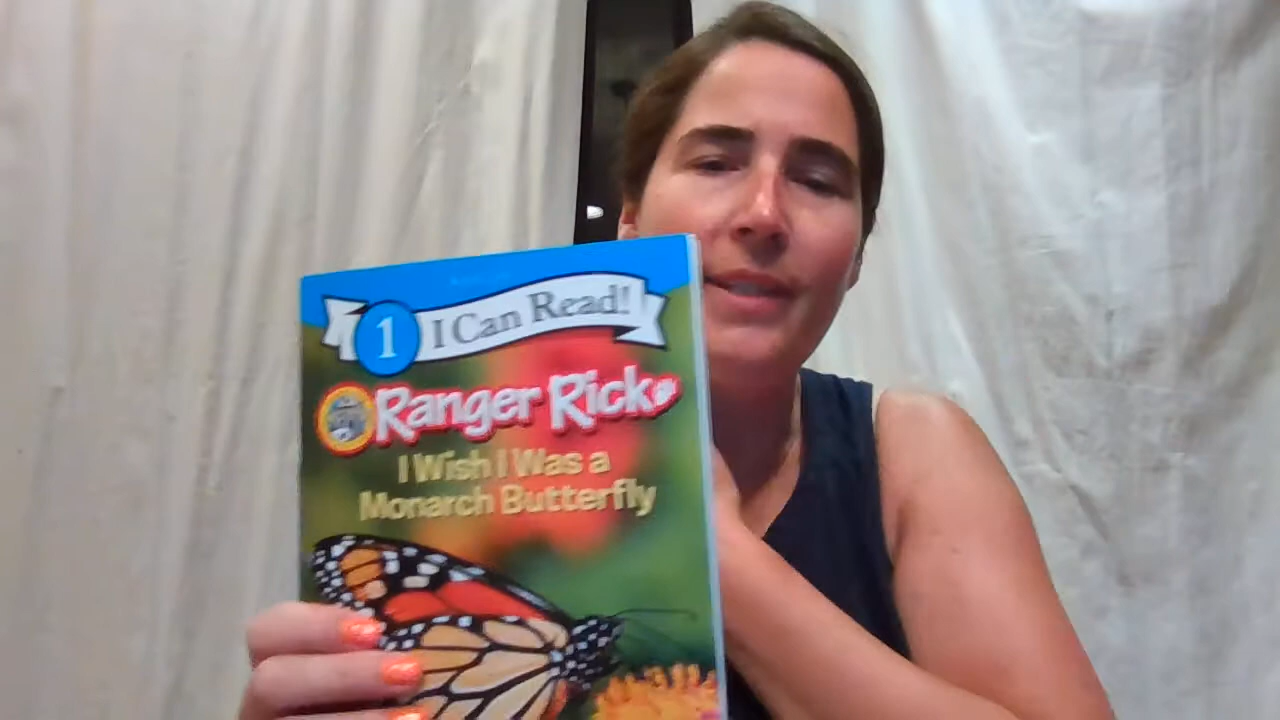 1 I Can Read!
Ranger Rick
I Wish I Was a
Monarch Butterfly